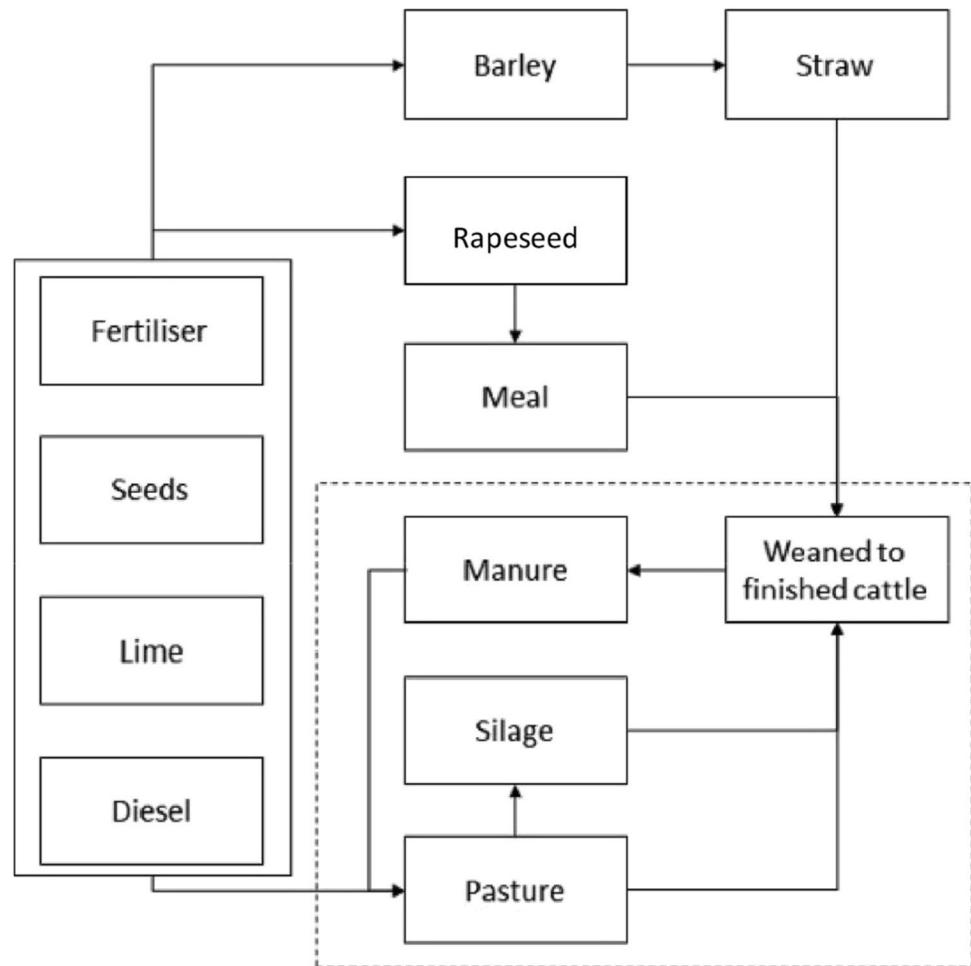 Barley
Straw
Rapeseed
Fertiliser
Meal
Seeds
Manure
Weaned to
finished cattle
Lime
Silage
Diesel
Pasture